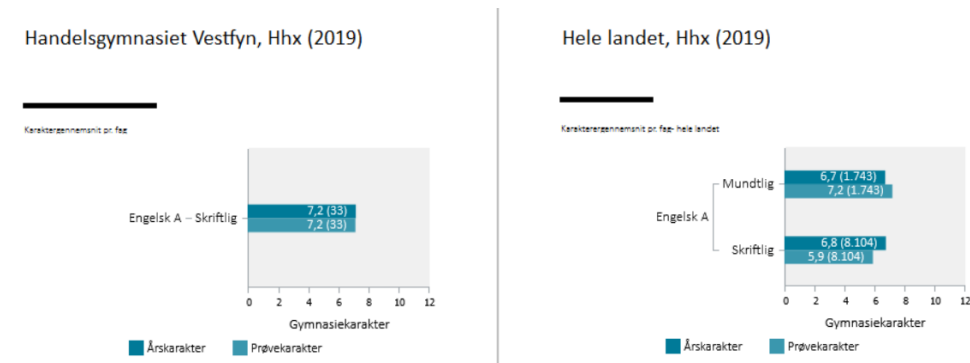 Handelsgymnasiet Vestfyn, Hhx (2019)
Karaktergennemsnit pr. fag
Engelsk A – Skriftlig
7,2 (33)
7,2 (33)
0 2 4 6 8 10 12
Gymnasiekarakter
Årskarakter Prøvekarakter
Hele landet, Hhx (2019)
Karakterergennemsnit pr. fag- hele landet
Engelsk A
Mundtlig
6,7 (1.743)
7,2 (1.743)
Skriftlig
6,8 (8.104)
5,9 (8.104)
0 2 4 6 8 10 12
Gymnasiekarakter
Årskarakter Prøvekarakter